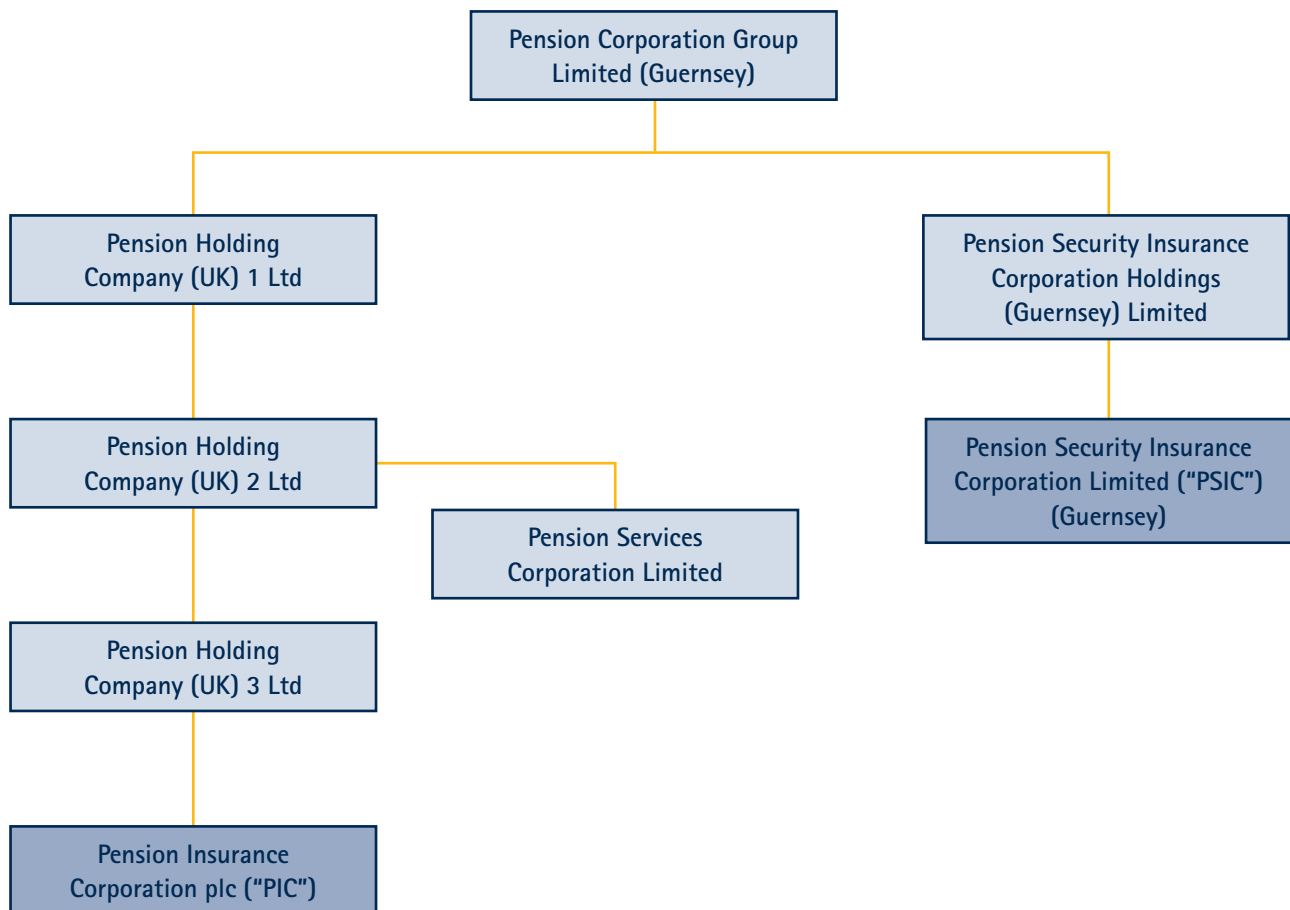 Pension Corporation Group
Limited (Guernsey)
Pension Holding
Company (UK) 1 Ltd
Pension Security Insurance
Corporation Holdings
(Guernsey) Limited
Pension Holding
Company (UK) 2 Ltd
Pension Security Insurance
Corporation Limited (“PSIC”)
(Guernsey)
Pension Services
Corporation Limited
Pension Holding
Company (UK) 3 Ltd
Pension Insurance
Corporation plc (“PIC”)